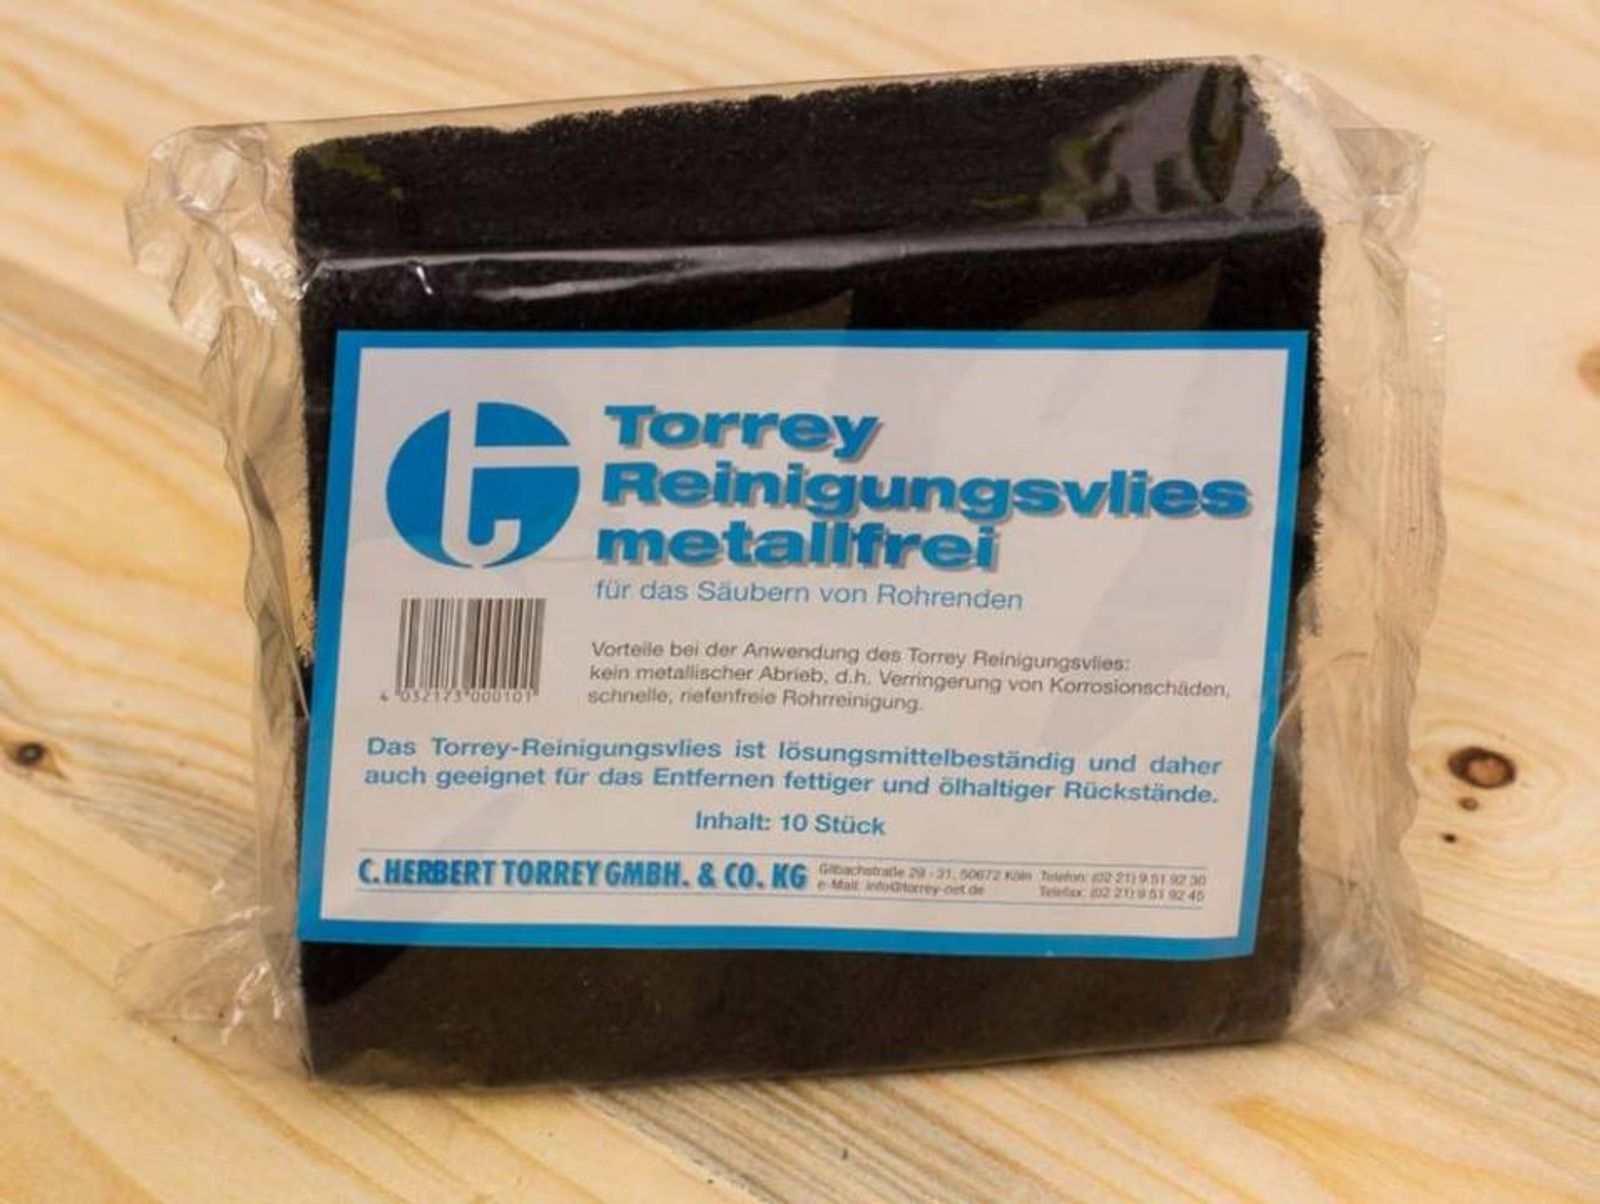 Torrey
Reinigungsvlies
metallfrei
für das Säubern von Rohrenden
4 032173 000101
Vorteile bei der Anwendung des Torrey Reinigungsvlies:
kein metallischer Abrieb, d.h. Verringerung von Korrosionschäden,
schnelle, riefenfreie Rohrreinigung.
Das Torrey-Reinigungsvlies ist lösungsmittelbeständig und daher
auch geeignet für das Entfernen fettiger und ölhaltiger Rückstände.
Inhalt: 10 Stück
C. HERBERT TORREY GMBH. & CO. KG
Gilbachstraße 29 - 31, 50672 Köln Telefon: (02 21) 9 51 92 30
e-Mail: info@torrey-net.de Telefax: (02 21) 9 51 92 45